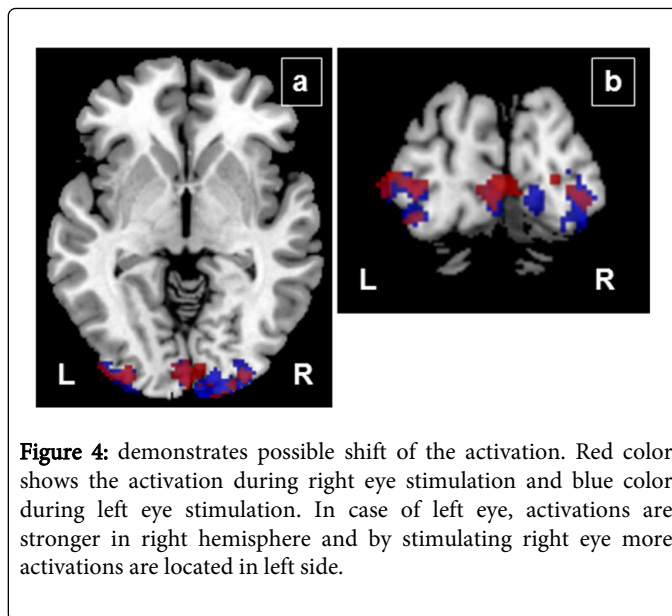 a
b
L
R
L
R
Figure 4: demonstrates possible shift of the activation. Red color
shows the activation during right eye stimulation and blue color
during left eye stimulation. In case of left eye, activations are
stronger in right hemisphere and by stimulating right eye more
activations are located in left side.